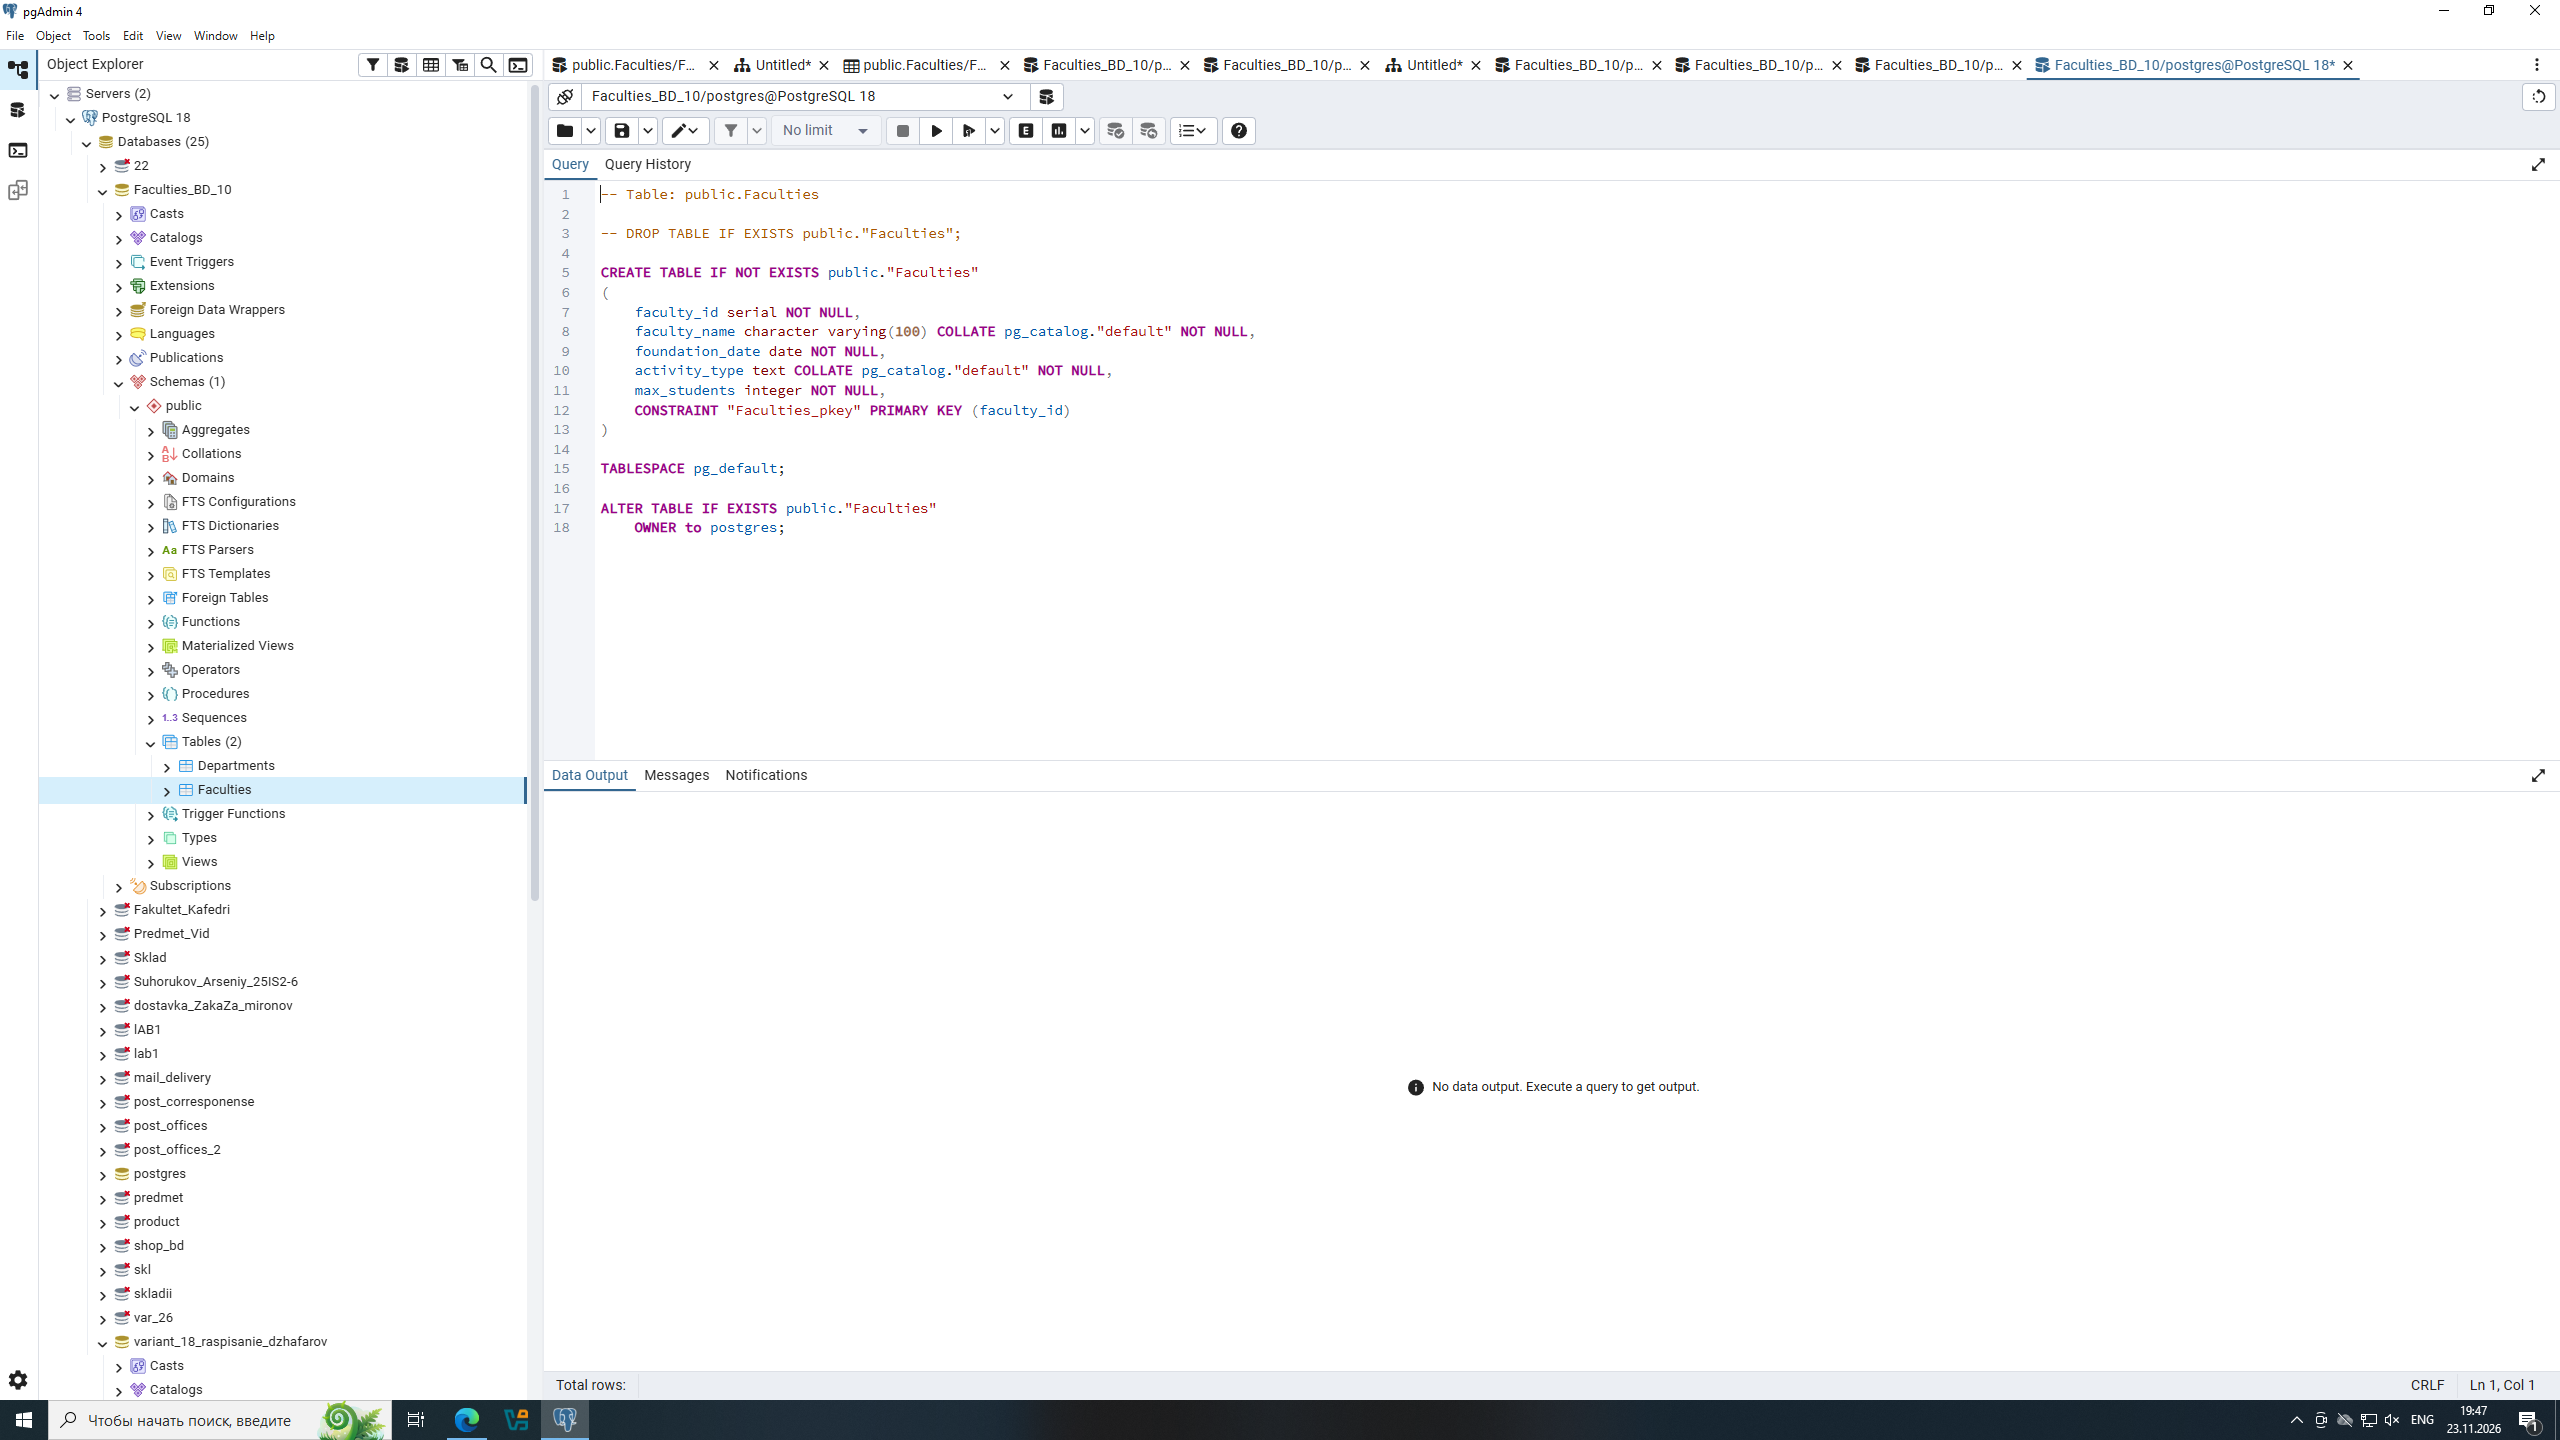 pgAdmin 4
File Object Tools Edit View Window Help
Object Explorer
public.Faculties/F...
Untitled*
public.Faculties/F...
Faculties_BD_10/p...
Faculties_BD_10/p...
Untitled*
Faculties_BD_10/p...
Faculties_BD_10/p...
Faculties_BD_10/p...
Faculties_BD_10/postgres@PostgreSQL 18*
Servers (2)
PostgreSQL 18
Databases (25)
22
Faculties_BD_10
Casts
Catalogs
Event Triggers
Extensions
Foreign Data Wrappers
Languages
Publications
Schemas (1)
public
Aggregates
Collations
Domains
FTS Configurations
FTS Dictionaries
Aa FTS Parsers
FTS Templates
Foreign Tables
Functions
Materialized Views
Operators
Procedures
1..3 Sequences
Tables (2)
Departments
Faculties
Trigger Functions
Types
Views
Subscriptions
Fakultet_Kafedri
Predmet_Vid
Sklad
Suhorukov_Arseniy_25IS2-6
dostavka_ZakaZa_mironov
lAB1
lab1
mail_delivery
post_corresponense
post_offices
post_offices_2
postgres
predmet
product
shop_bd
skl
skladii
var_26
variant_18_raspisanie_dzhafarov
Casts
Catalogs
Faculties_BD_10/postgres@PostgreSQL 18
No limit
E
Query Query History
1 -- Table: public.Faculties
2
3 -- DROP TABLE IF EXISTS public."Faculties";
4
5 CREATE TABLE IF NOT EXISTS public."Faculties"
6 (
7 faculty_id serial NOT NULL,
8 faculty_name character varying(100) COLLATE pg_catalog."default" NOT NULL,
9 foundation_date date NOT NULL,
10 activity_type text COLLATE pg_catalog."default" NOT NULL,
11 max_students integer NOT NULL,
12 CONSTRAINT "Faculties_pkey" PRIMARY KEY (faculty_id)
13 )
14
15 TABLESPACE pg_default;
16
17 ALTER TABLE IF EXISTS public."Faculties"
18 OWNER to postgres;
Data Output Messages Notifications
No data output. Execute a query to get output.
Total rows:
CRLF Ln 1, Col 1
Чтобы начать поиск, введите
ENG
19:47
23.11.2026
1